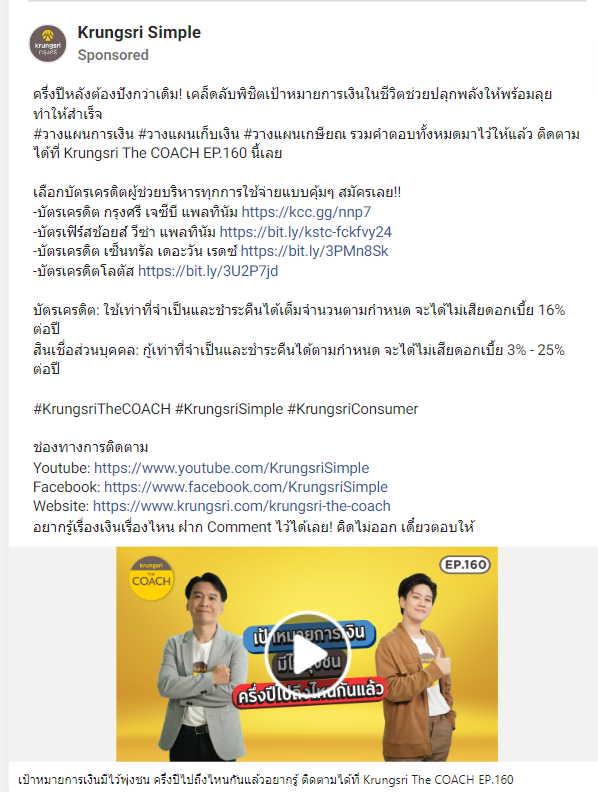 Krungsri Simple
Sponsored
ครึ่งปีหลังต้องปังกว่าเดิม! เคล็ดลับพิชิตเป้าหมายการเงินในชีวิตช่วยปลุกพลังให้พร้อมลุย
ทำให้สำเร็จ
#วางแผนการเงิน #วางแผนเก็บเงิน #วางแผนเกษียณ รวมคำตอบทั้งหมดมาไว้ให้แล้ว ติดตาม
ได้ที่ Krungsri The COACH EP.160 นี้เลย
เลือกบัตรเครดิตผู้ช่วยบริหารทุกการใช้จ่ายแบบคุ้มๆ สมัครเลย!!
-บัตรเครดิต กรุงศรี เจซีบี แพลทินัม https://kcc.gg/nnp7
-บัตรเฟิร์สช้อยส์ วีซ่า แพลทินัม https://bit.ly/kstc-fckfvy24
-บัตรเครดิต เซ็นทรัล เดอะวัน เรดซ์ https://bit.ly/3PMn8Sk
-บัตรเครดิตโลตัส https://bit.ly/3U2P7jd
บัตรเครดิต: ใช้เท่าที่จำเป็นและชำระคืนได้เต็มจำนวนตามกำหนด จะได้ไม่เสียดอกเบี้ย 16%
ต่อปี
สินเชื่อส่วนบุคคล: กู้เท่าที่จำเป็นและชำระคืนได้ตามกำหนด จะได้ไม่เสียดอกเบี้ย 3% - 25%
ต่อปี
#KrungsriTheCOACH #KrungsriSimple #KrungsriConsumer
ช่องทางการติดตาม
Youtube: https://www.youtube.com/KrungsriSimple
Facebook: https://www.facebook.com/KrungsriSimple
Website: https://www.krungsri.com/krungsri-the-coach
อยากรู้เรื่องเงินเรื่องไหน ฝาก Comment ไว้ได้เลย! คิดไม่ออก เดี๋ยวตอบให้
krungsri
THE
COACH
EP.160
เป้าหมายการเงิน
มีไว้พุ่งชน
ครึ่งปีไปถึงไหนกันแล้ว
เป้าหมายการเงินมีไว้พุ่งชน ครึ่งปีไปถึงไหนกันแล้วอยากรู้ ติดตามได้ที่ Krungsri The COACH EP.160